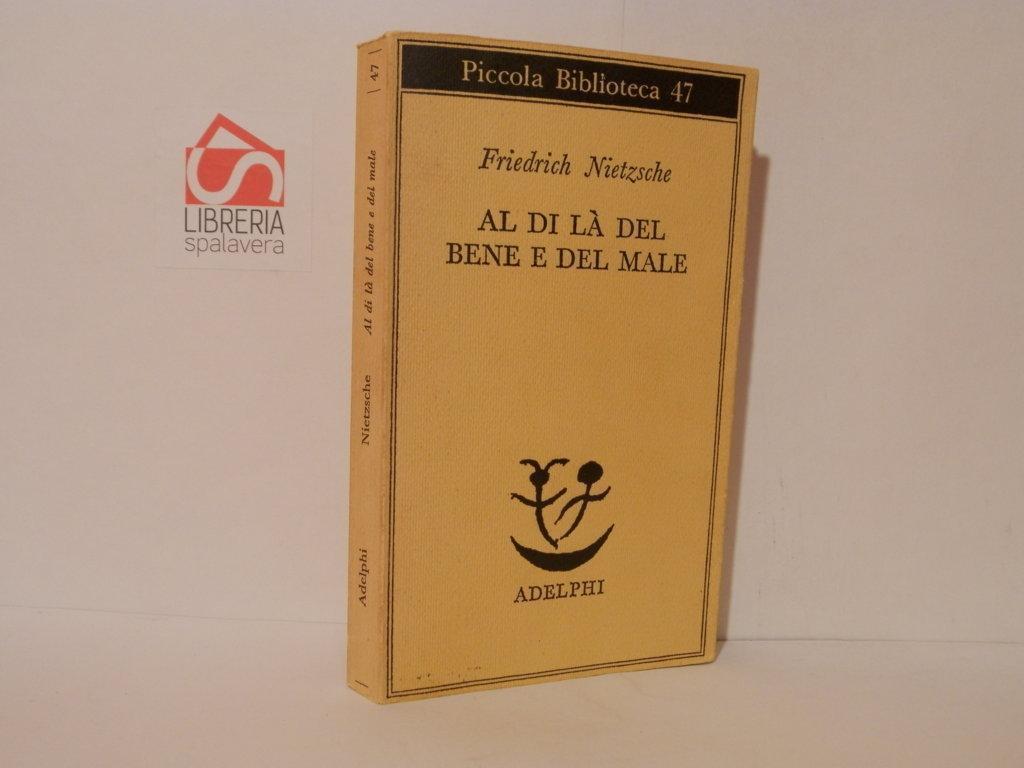 LIBRERIA
spalavera
Piccola Biblioteca 47
Friedrich Nietzsche
AL DI LÀ DEL
BENE E DEL MALE
ADELPHI
Adelphi Nietzsche Al di là del bene e del male 47